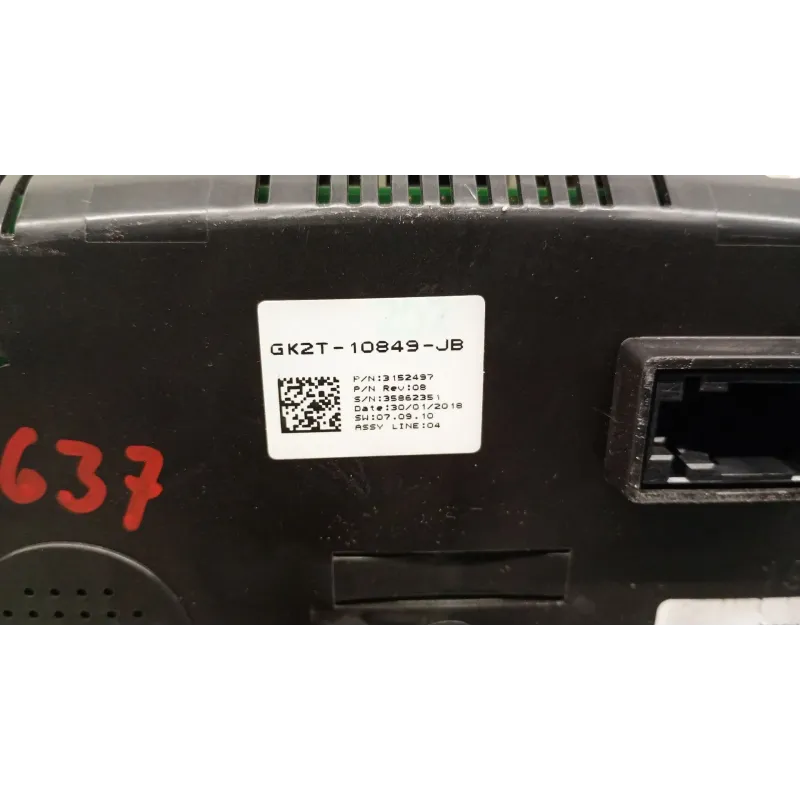 GK2T-10849-JB
P/N:3152497
P/N Rev:08
S/N:35862351
Date:30/01/2018
SW:07.09.10
ASSY LINE:04
637